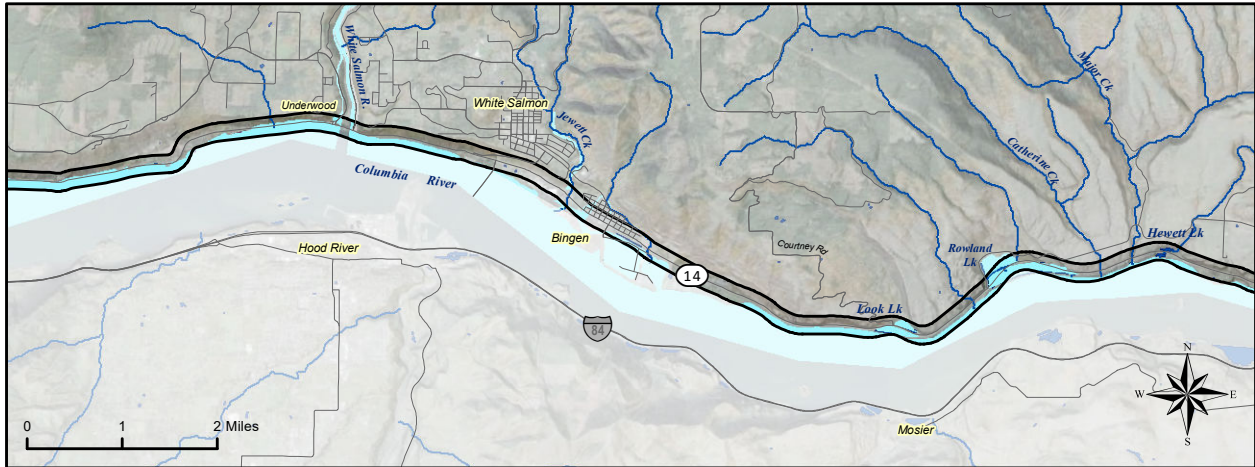 White Salmon R.
Major Ck
Underwood
White Salmon
Jewett Ck
Catherine Ck
Columbia River
Hewett Lk
Bingen
Hood River
Courtney Rd
Rowland
Lk
14
Look Lk
84
N
W E
S
Mosier
0 1 2 Miles